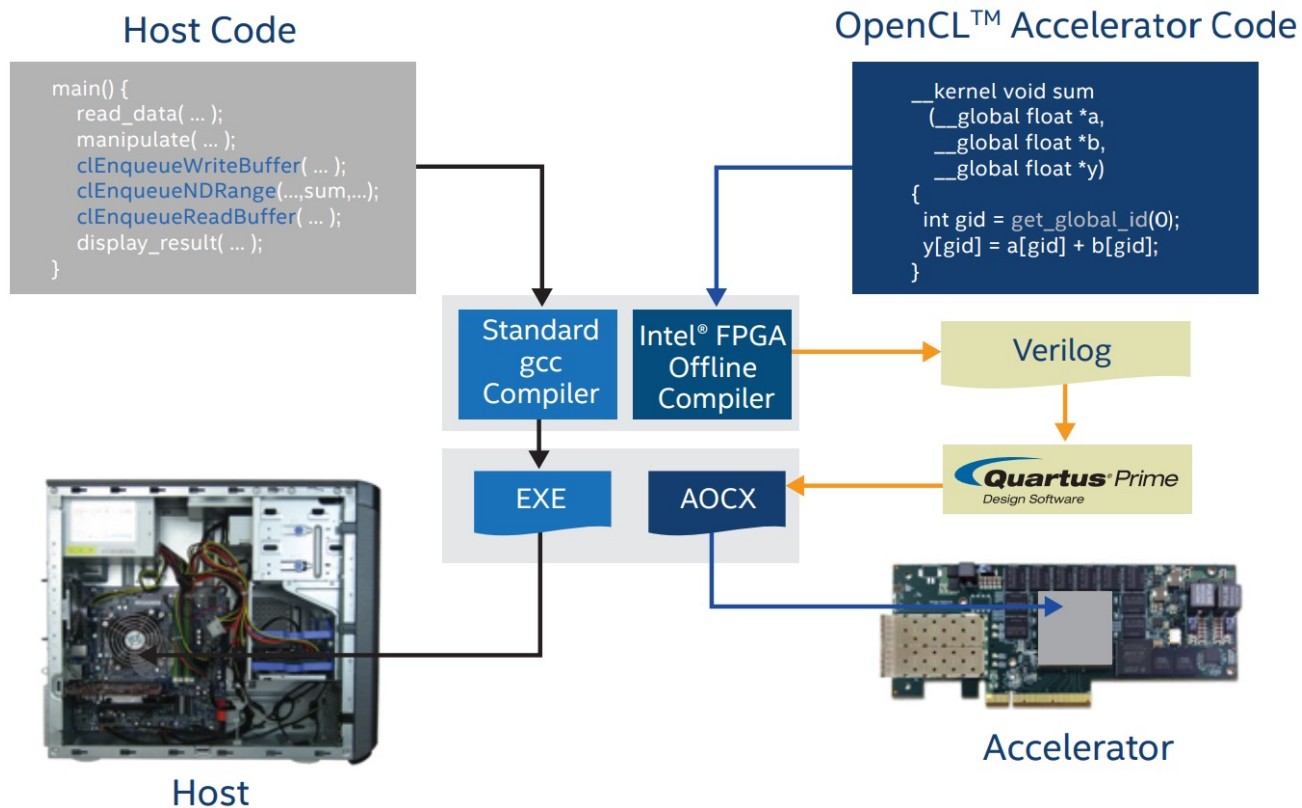 Host Code
main() {
read_data( ... );
manipulate( ... );
clEnqueueWriteBuffer( ... );
clEnqueueNDRange(...,sum,...);
clEnqueueReadBuffer( ... );
display_result( ... );
}
OpenCL™ Accelerator Code
__kernel void sum
(__global float *a,
__global float *b,
__global float *y)
{
int gid = get_global_id(0);
y[gid] = a[gid] + b[gid];
}
Standard
gcc
Compiler
Intel® FPGA
Offline
Compiler
Verilog
EXE
AOCX
Quartus® Prime
Design Software
Host
Accelerator